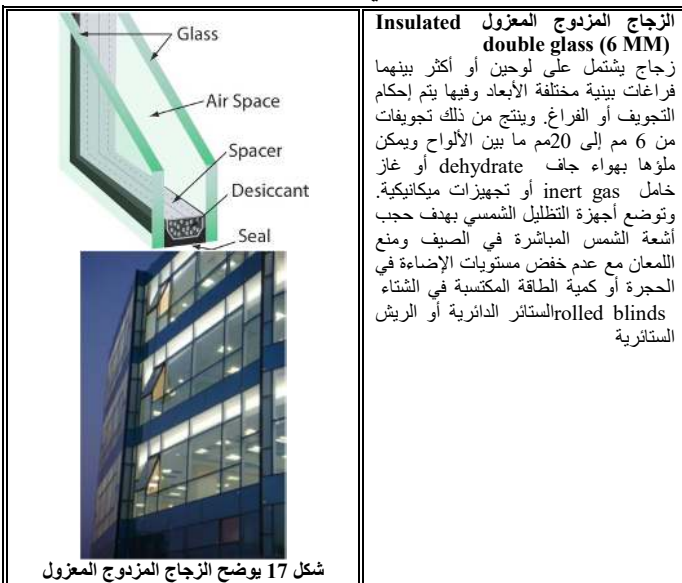 الزجاج المزدوج المعزول Insulated
double glass (6 MM)
زجاج يشتمل على لوحين أو أكثر بينهما
فراغات بينية مختلفة الأبعاد وفيها يتم إحكام
التجويف أو الفراغ. وينتج من ذلك تجويفات
من 6 مم إلى 20مم ما بين الألواح ويمكن
ملؤها بهواء جاف dehydrate أو غاز
خامل inert gas أو تجهيزات ميكانيكية.
وتوضع أجهزة التظليل الشمسي بهدف حجب
أشعة الشمس المباشرة في الصيف ومنع
اللمعان مع عدم خفض مستويات الإضاءة في
الحجرة أو كمية الطاقة المكتسبة في الشتاء
rolled blindsالستائر الدائرية أو الريش
الستائرية
Glass
Air Space
Spacer
Desiccant
Seal
شكل 17 يوضح الزجاج المزدوج المعزول